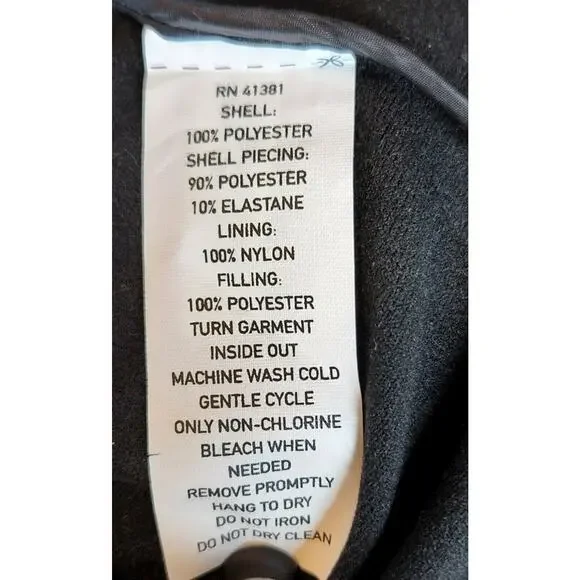 RN 41381
SHELL:
100% POLYESTER
SHELL PIECING:
90% POLYESTER
10% ELASTANE
LINING:
100% NYLON
FILLING:
100% POLYESTER
TURN GARMENT
INSIDE OUT
MACHINE WASH COLD
GENTLE CYCLE
ONLY NON-CHLORINE
BLEACH WHEN
NEEDED
REMOVE PROMPTLY
HANG TO DRY
DO NOT IRON
DO NOT DRY CLEAN